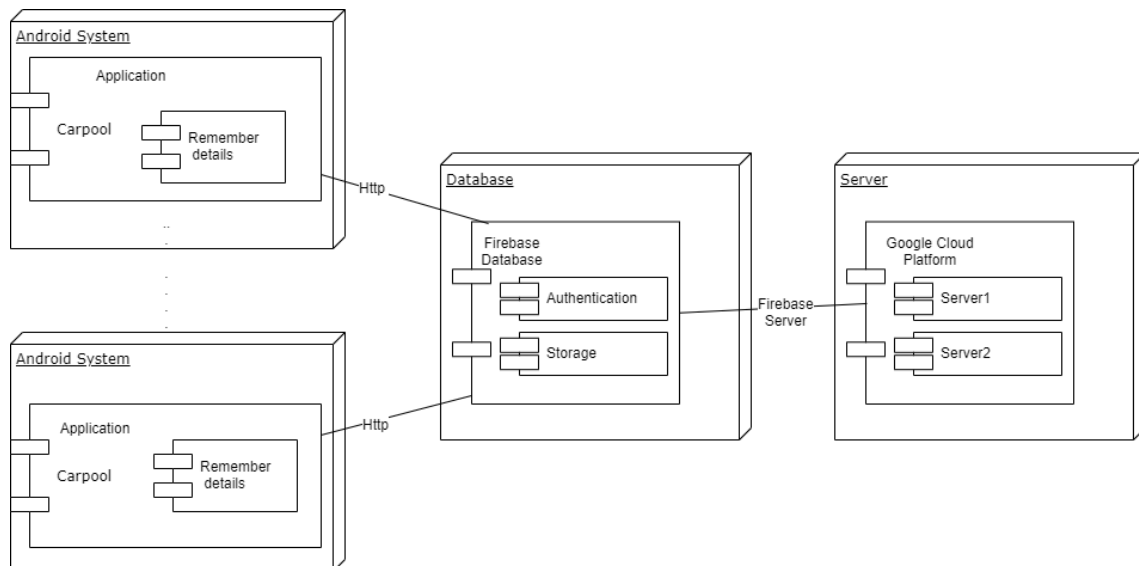 Android System
Application
Carpool
Remember
details
Http
Database
Firebase
Database
Authentication
Storage
Firebase
Server
Server
Google Cloud
Platform
Server1
Server2
Android System
Application
Carpool
Remember
details
Http